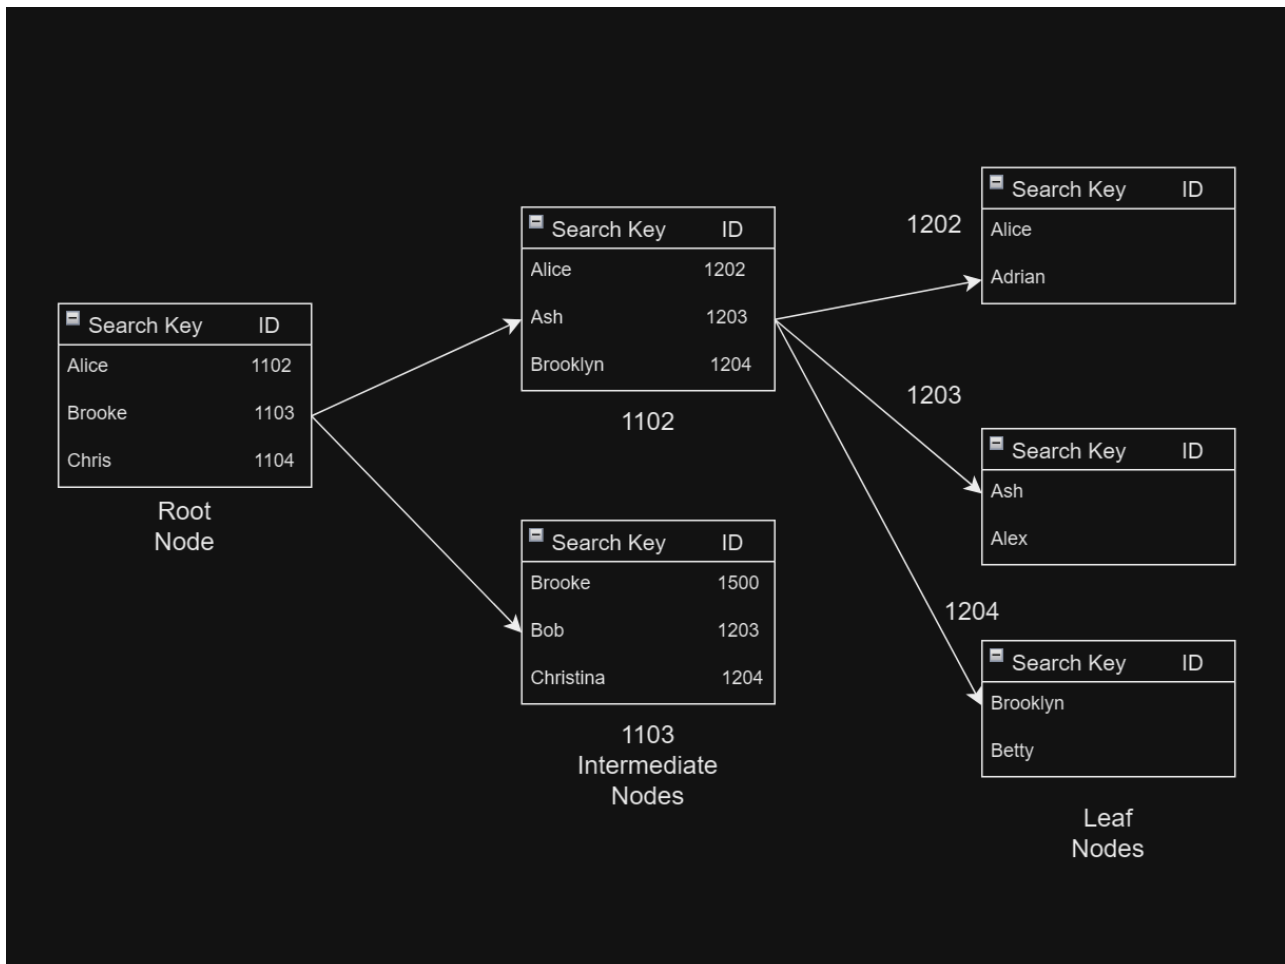 Search Key ID
Alice 1102
Brooke 1103
Chris 1104
Root
Node
Search Key ID
Alice 1202
Ash 1203
Brooklyn 1204
1102
Search Key ID
Brooke 1500
Bob 1203
Christina 1204
1103
Intermediate
Nodes
1202
Search Key ID
Alice
Adrian
1203
Search Key ID
Ash
Alex
1204
Search Key ID
Brooklyn
Betty
Leaf
Nodes